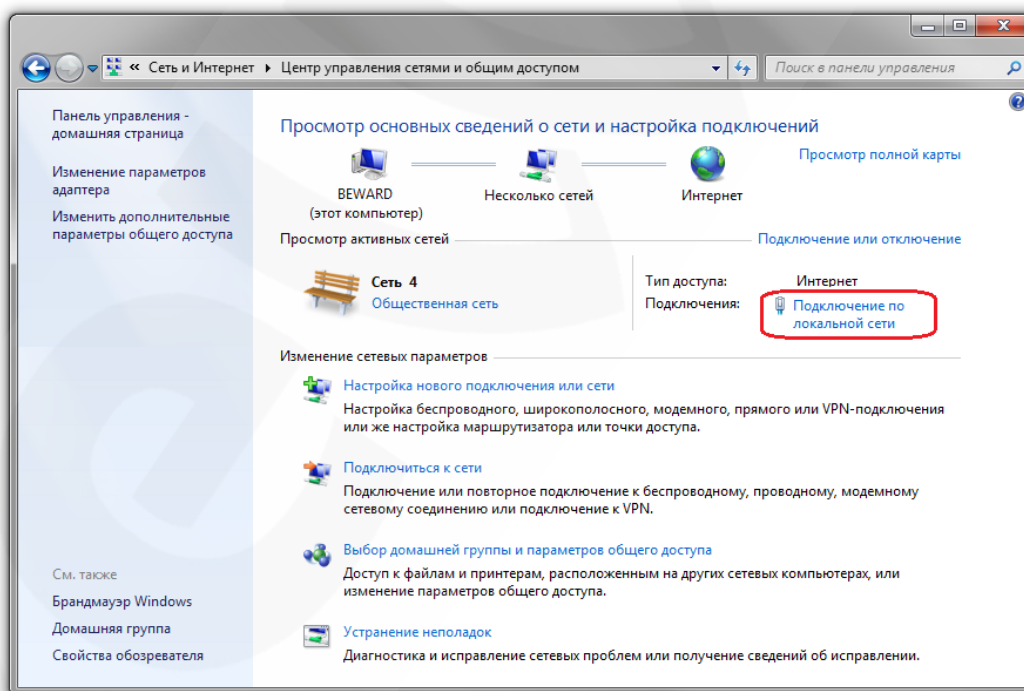 « Сеть и Интернет ▸ Центр управления сетями и общим доступом
Поиск в панели управления
Панель управления -
домашняя страница
Изменение параметров
адаптера
Изменить дополнительные
параметры общего доступа
Просмотр основных сведений о сети и настройка подключений
Просмотр полной карты
BEWARD
(этот компьютер)
Несколько сетей
Интернет
Просмотр активных сетей
Подключение или отключение
Сеть 4
Общественная сеть
Тип доступа: Интернет
Подключения: Подключение по
локальной сети
Изменение сетевых параметров
Настройка нового подключения или сети
Настройка беспроводного, широкополосного, модемного, прямого или VPN-подключения
или же настройка маршрутизатора или точки доступа.
Подключиться к сети
Подключение или повторное подключение к беспроводному, проводному, модемному
сетевому соединению или подключение к VPN.
Выбор домашней группы и параметров общего доступа
Доступ к файлам и принтерам, расположенным на других сетевых компьютерах, или
изменение параметров общего доступа.
Устранение неполадок
Диагностика и исправление сетевых проблем или получение сведений об исправлении.
См. также
Брандмауэр Windows
Домашняя группа
Свойства обозревателя